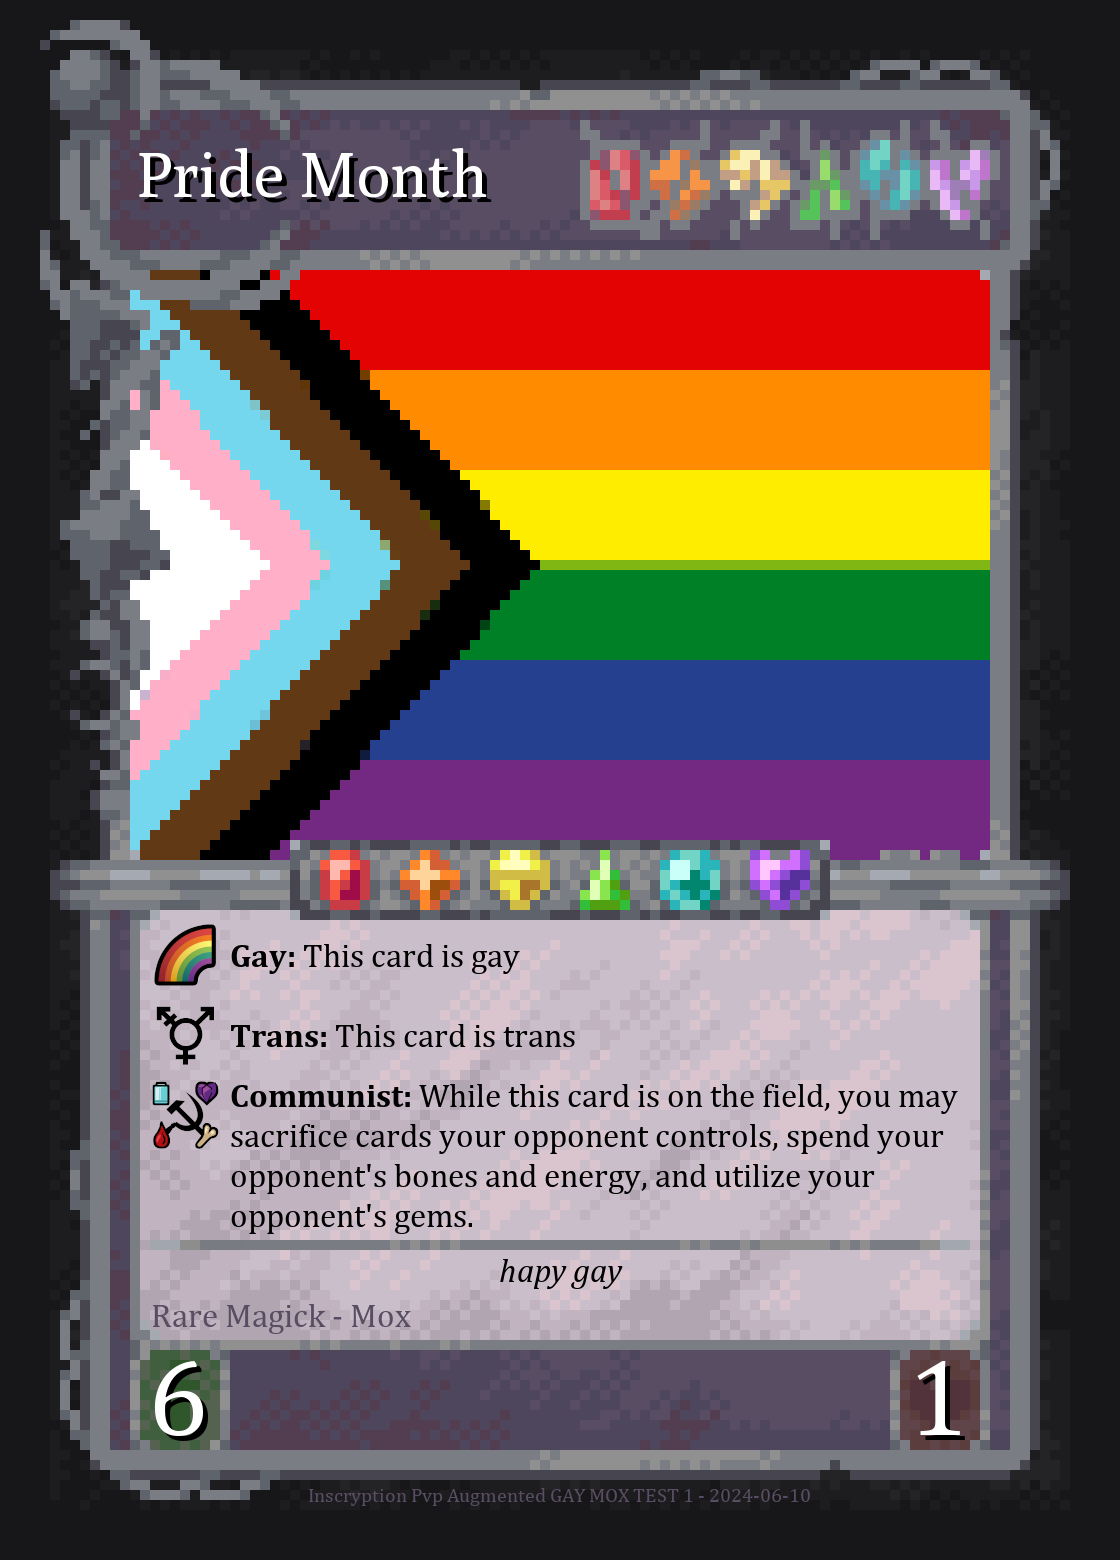 Pride Month
Gay: This card is gay
Trans: This card is trans
Communist: While this card is on the field, you may
sacrifice cards your opponent controls, spend your
opponent's bones and energy, and utilize your
opponent's gems.
hapy gay
Rare Magick - Mox
6
1
Inscryption Pvp Augmented GAY MOX TEST 1 - 2024-06-10